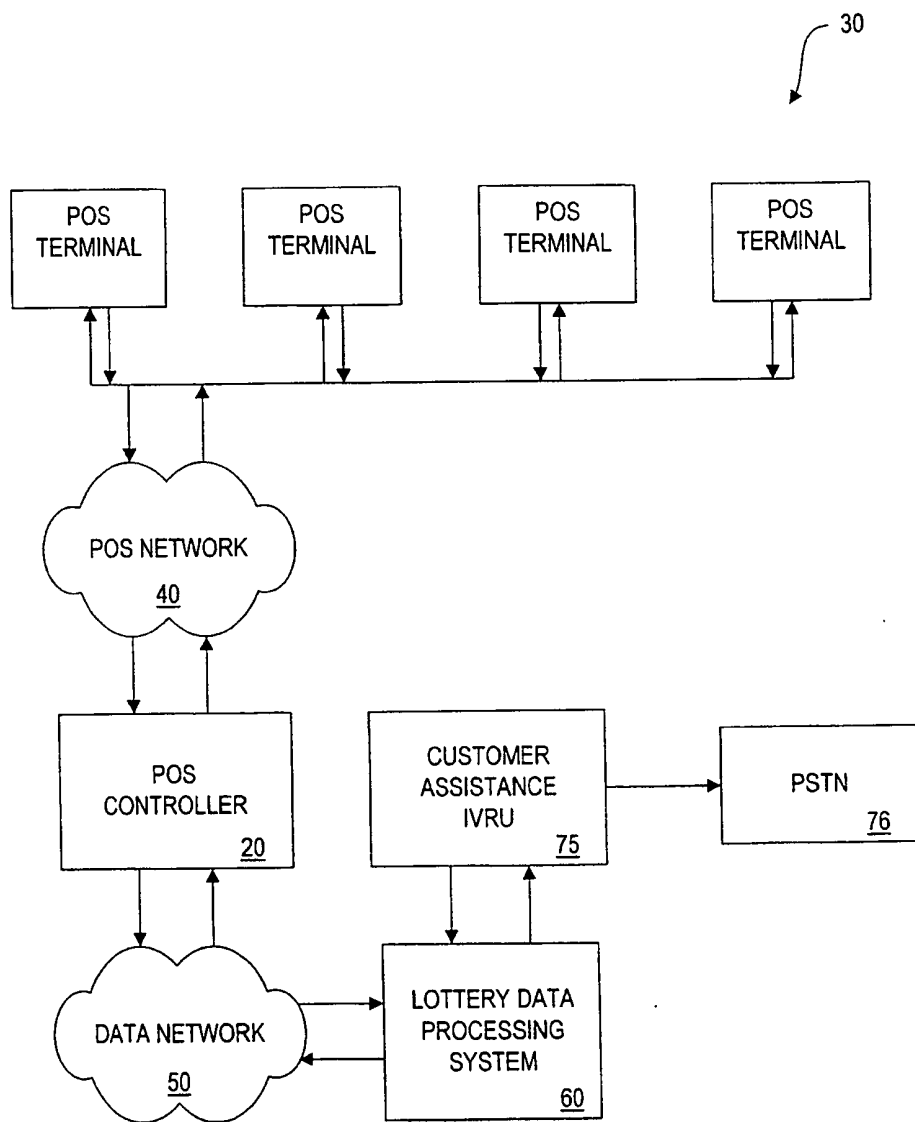 30
POS
TERMINAL
POS
TERMINAL
POS
TERMINAL
POS
TERMINAL
POS NETWORK
40
POS
CONTROLLER
20
CUSTOMER
ASSISTANCE
IVRU
75
PSTN
76
DATA NETWORK
50
LOTTERY DATA
PROCESSING
SYSTEM
60